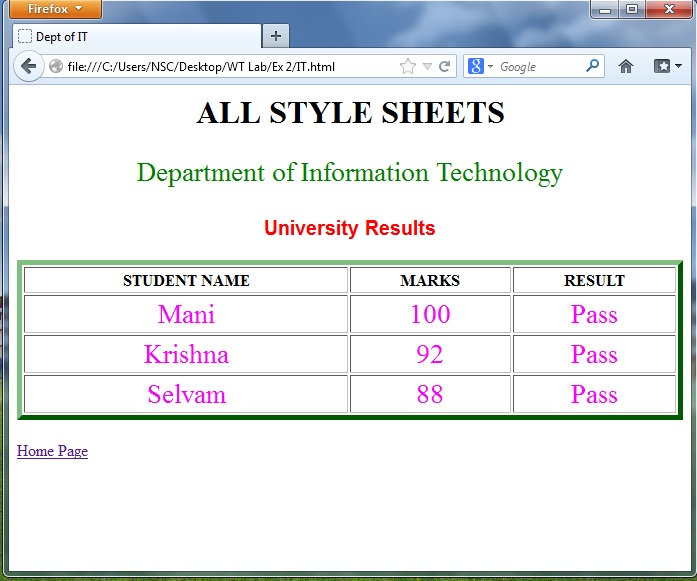 Firefox
Dept of IT
file:///C:/Users/NSC/Desktop/WT Lab/Ex 2/IT.html
Google
ALL STYLE SHEETS
Department of Information Technology
University Results
STUDENT NAME MARKS RESULT
Mani 100 Pass
Krishna 92 Pass
Selvam 88 Pass
Home Page